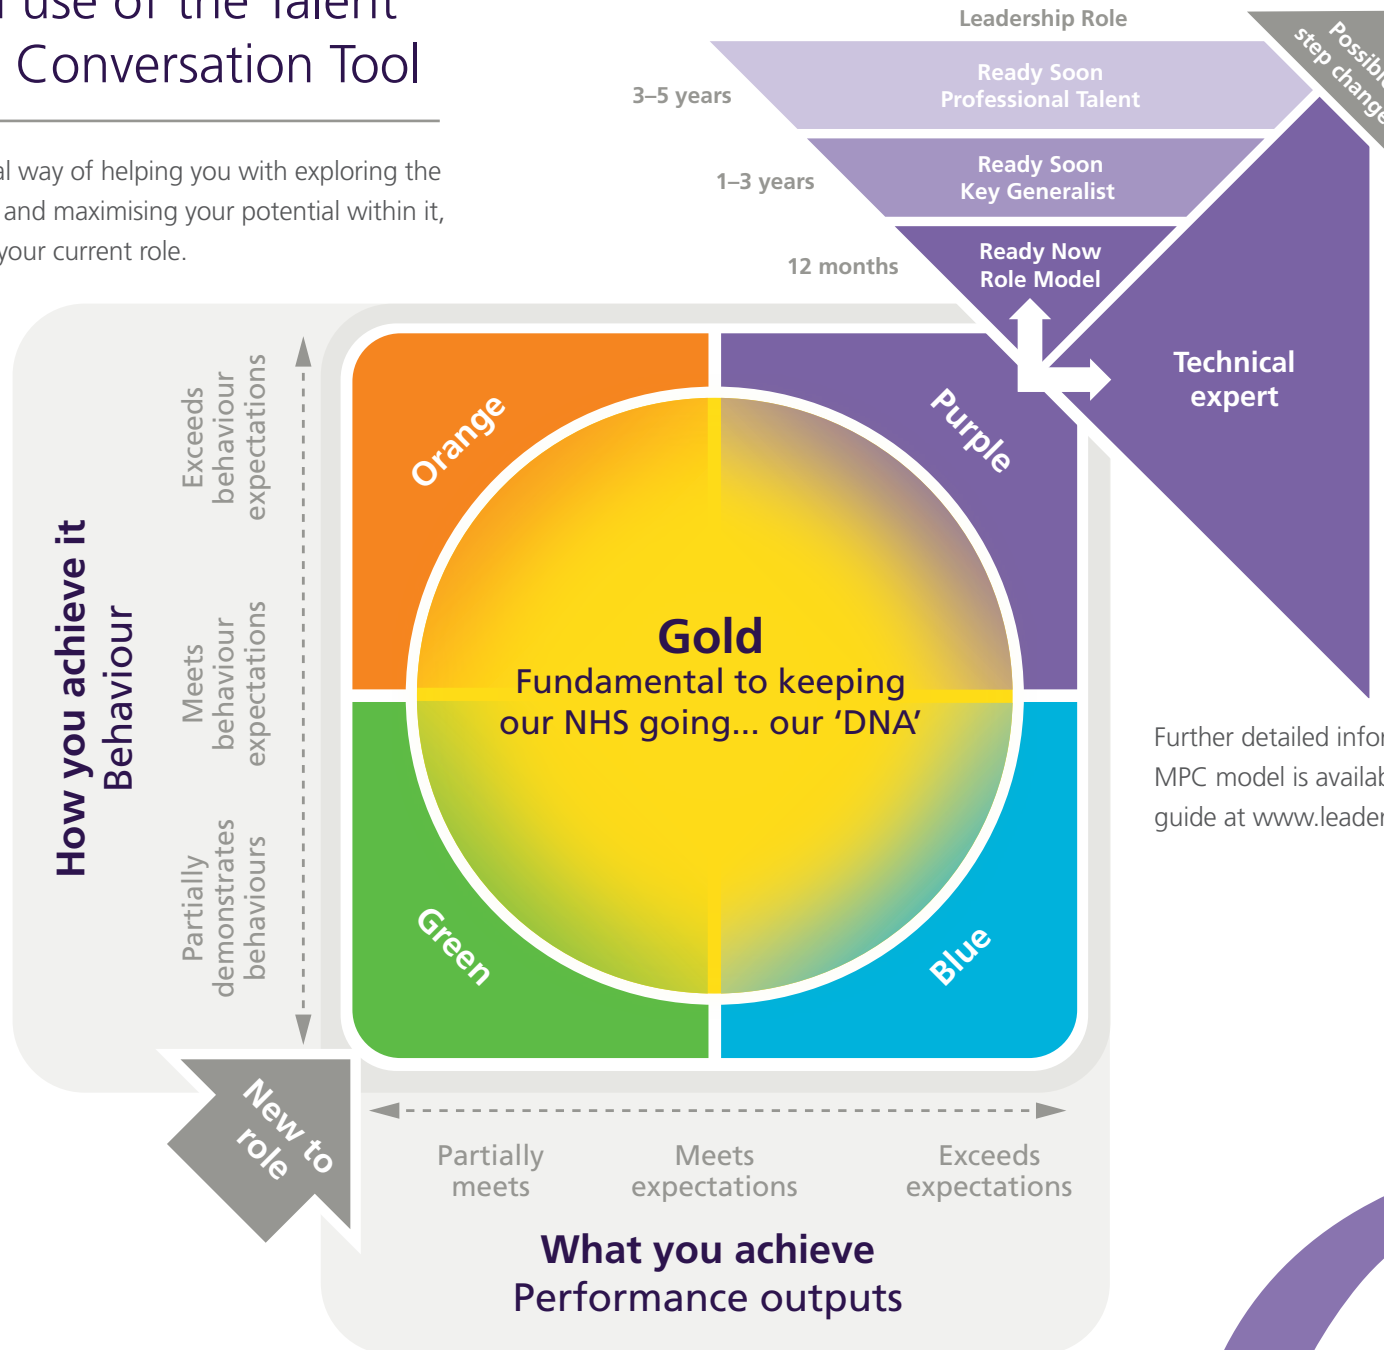 use of the Talent
Conversation Tool
way of helping you with exploring the
and maximising your potential within it,
your current role.
Leadership Role
3–5 years
Ready Soon
Professional Talent
1–3 years
Ready Soon
Key Generalist
12 months
Ready Now
Role Model
Possible
step change
Technical
expert
Orange
Purple
Gold
Fundamental to keeping
our NHS going... our ‘DNA’
Green
Blue
How you achieve it
Behaviour
Exceeds
behaviour
expectations
Meets
behaviour
expectations
Partially
demonstrates
behaviours
New to
role
Partially
meets
Meets
expectations
Exceeds
expectations
What you achieve
Performance outputs
Further detailed
MPC model is
guide at www.leader